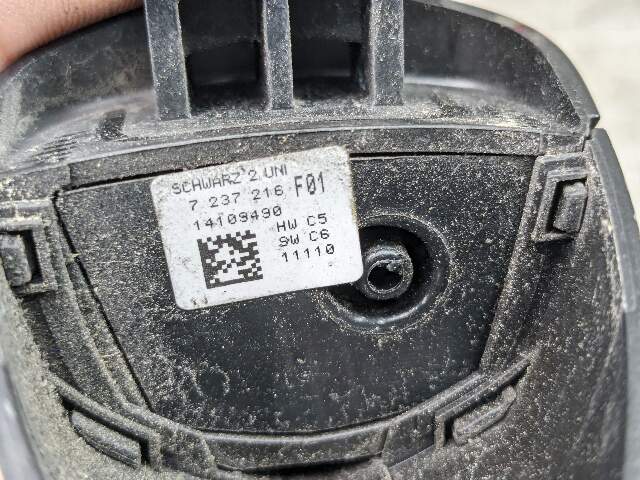 SCHWARZ'2.UNI
7 237 216 F01
14109490
HW C5
SW C6
11110